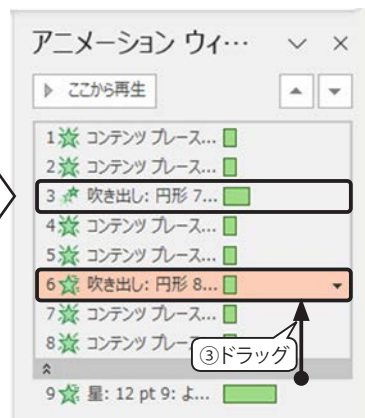 アニメーション ウィ…
ここから再生
1 コンテンツ プレース...
2 コンテンツ プレース...
3 吹き出し: 円形 7...
4 コンテンツ プレース...
5 コンテンツ プレース...
6 吹き出し: 円形 8...
7 コンテンツ プレース...
8 コンテンツ プレー
③ドラッグ
9 星: 12 pt 9: よ...